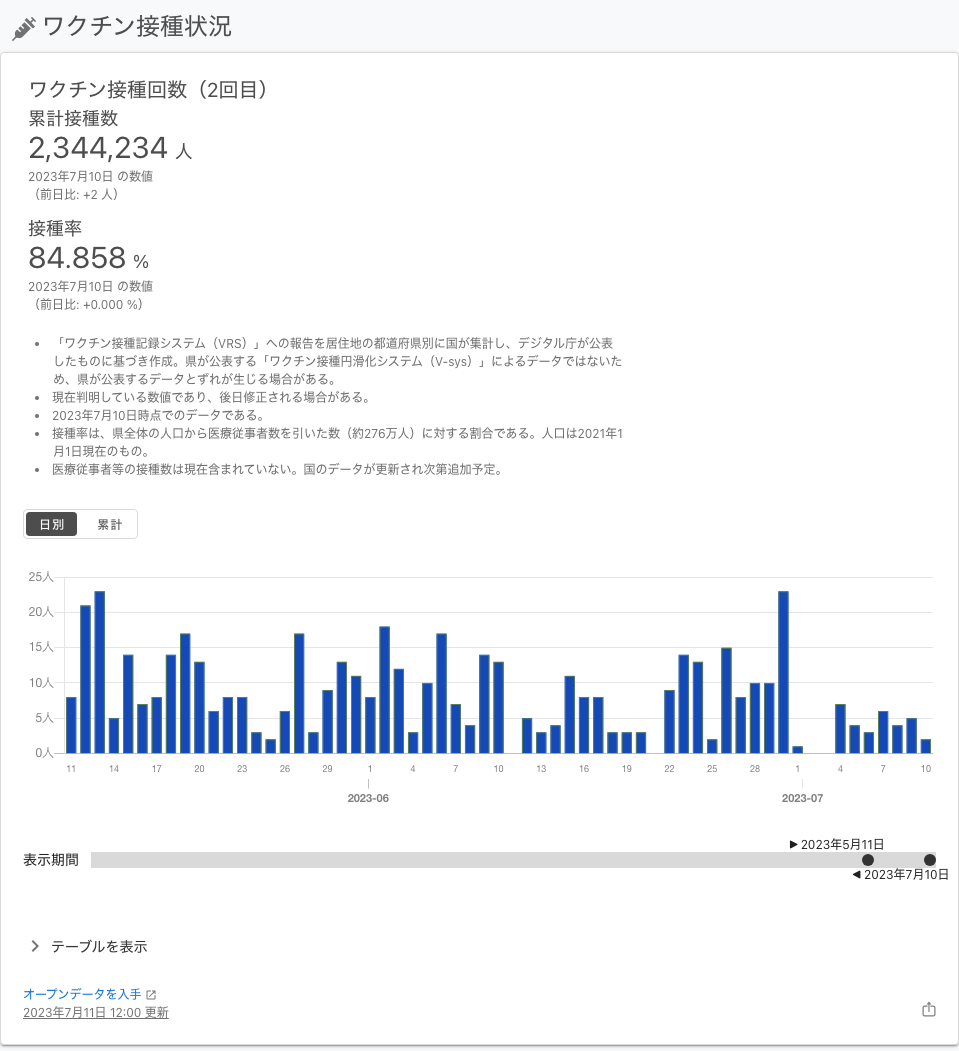 ワクチン接種状況
ワクチン接種回数（2回目）
累計接種数
2,344,234 人
2023年7月10日 の数値
（前日比: +2 人）
接種率
84.858 %
2023年7月10日 の数値
（前日比: +0.000 %）
• 「ワクチン接種記録システム（VRS）」への報告を居住地の都道府県別に国が集計し、デジタル庁が公表
したものに基づき作成。県が公表する「ワクチン接種円滑化システム（V-sys）」によるデータではないた
め、県が公表するデータとずれが生じる場合がある。
• 現在判明している数値であり、後日修正される場合がある。
• 2023年7月10日時点でのデータである。
• 接種率は、県全体の人口から医療従事者数を引いた数（約276万人）に対する割合である。人口は2021年1
月1日現在のもの。
• 医療従事者等の接種数は現在含まれていない。国のデータが更新され次第追加予定。
日別 累計
25人
20人
15人
10人
5人
0人
11 14 17 20 23 26 29 1 4 7 10 13 16 19 22 25 28 1 4 7 10
2023-06 2023-07
▶ 2023年5月11日
表示期間
◀ 2023年7月10日
テーブルを表示
オープンデータを入手
2023年7月11日 12:00 更新